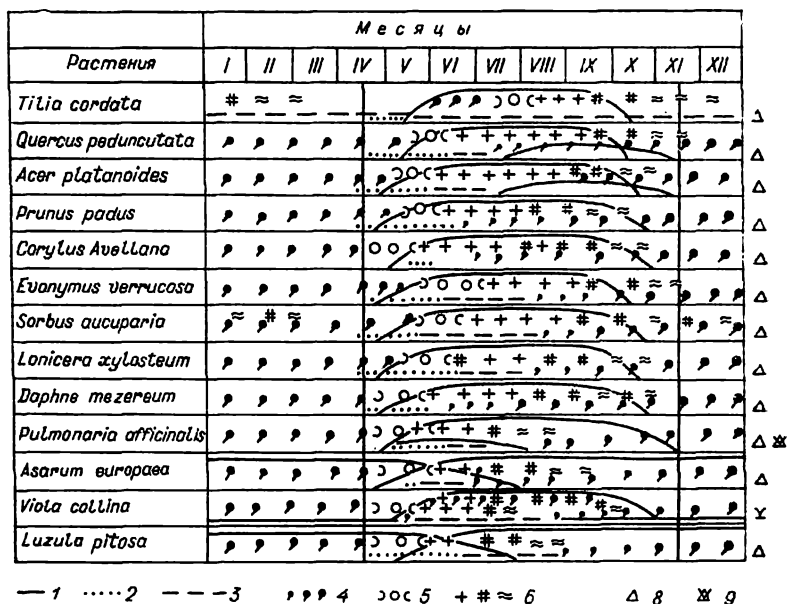 Месяцы
Растения I II III IV V VI VII VIII IX X XI XII
Tilia cordata
Quercus peduncutata
Acer platanoides
Prunus padus
Corylus Avellana
Evonymus verrucosa
Sorbus aucuparia
Lonicera xylosteum
Daphne mezereum
Pulmonaria officinalis
Asarum europaea
Viola collina
Luzula pitosa
1 2 3 4 5 6 8 9